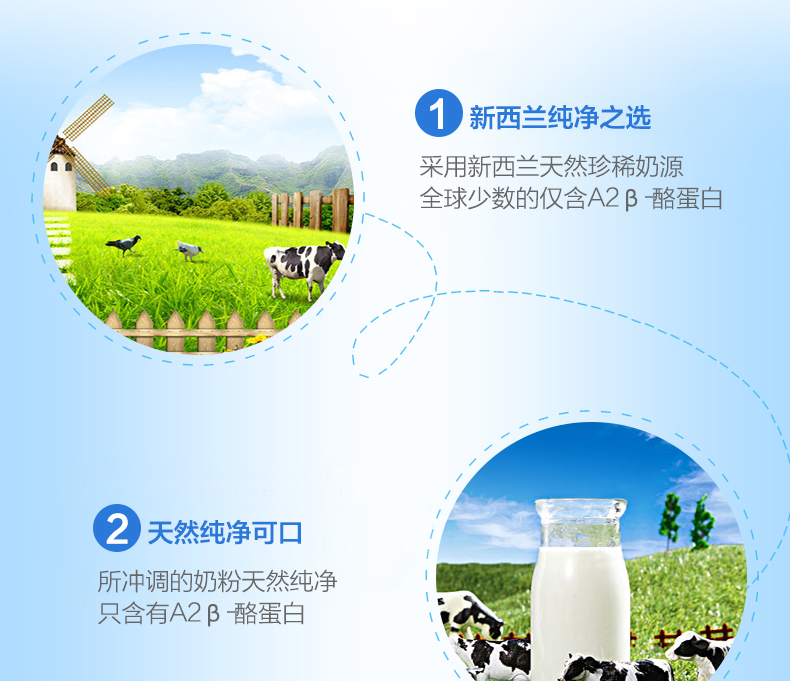 1 新西兰纯净之选
采用新西兰天然珍稀奶源
全球少数的仅含A2 β-酪蛋白
2 天然纯净可口
所冲调的奶粉天然纯净
只含有A2 β-酪蛋白